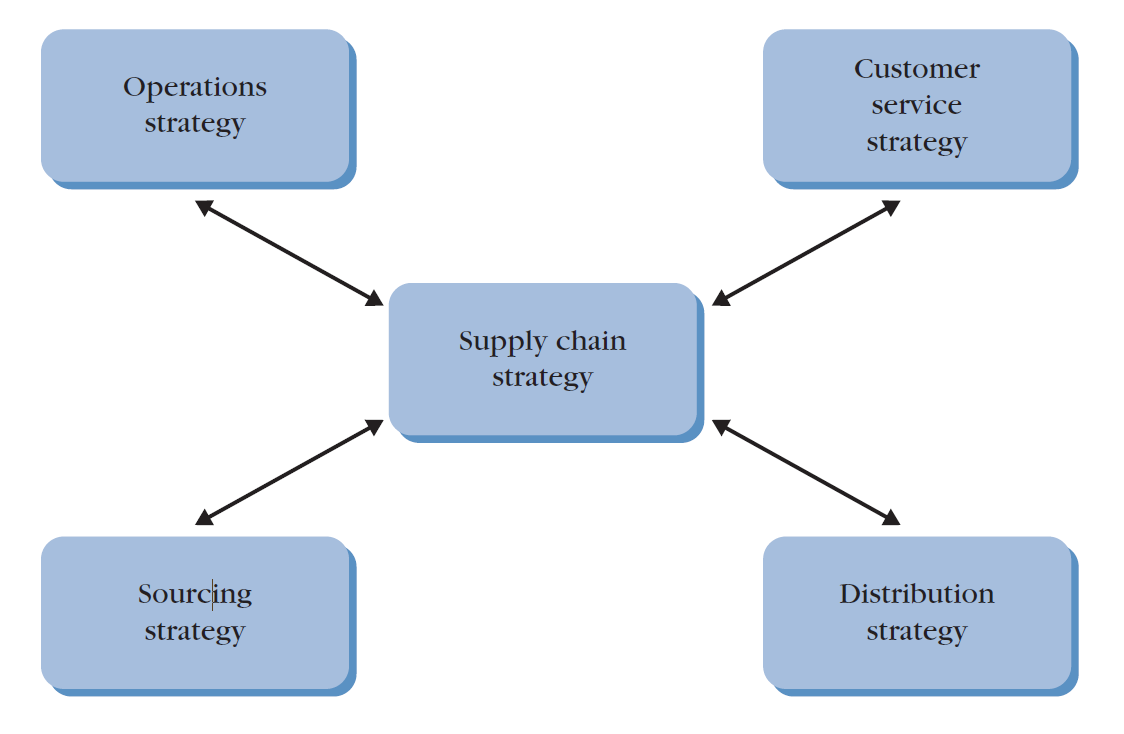 Operations
strategy
Customer
service
strategy
Supply chain
strategy
Sourcing
strategy
Distribution
strategy